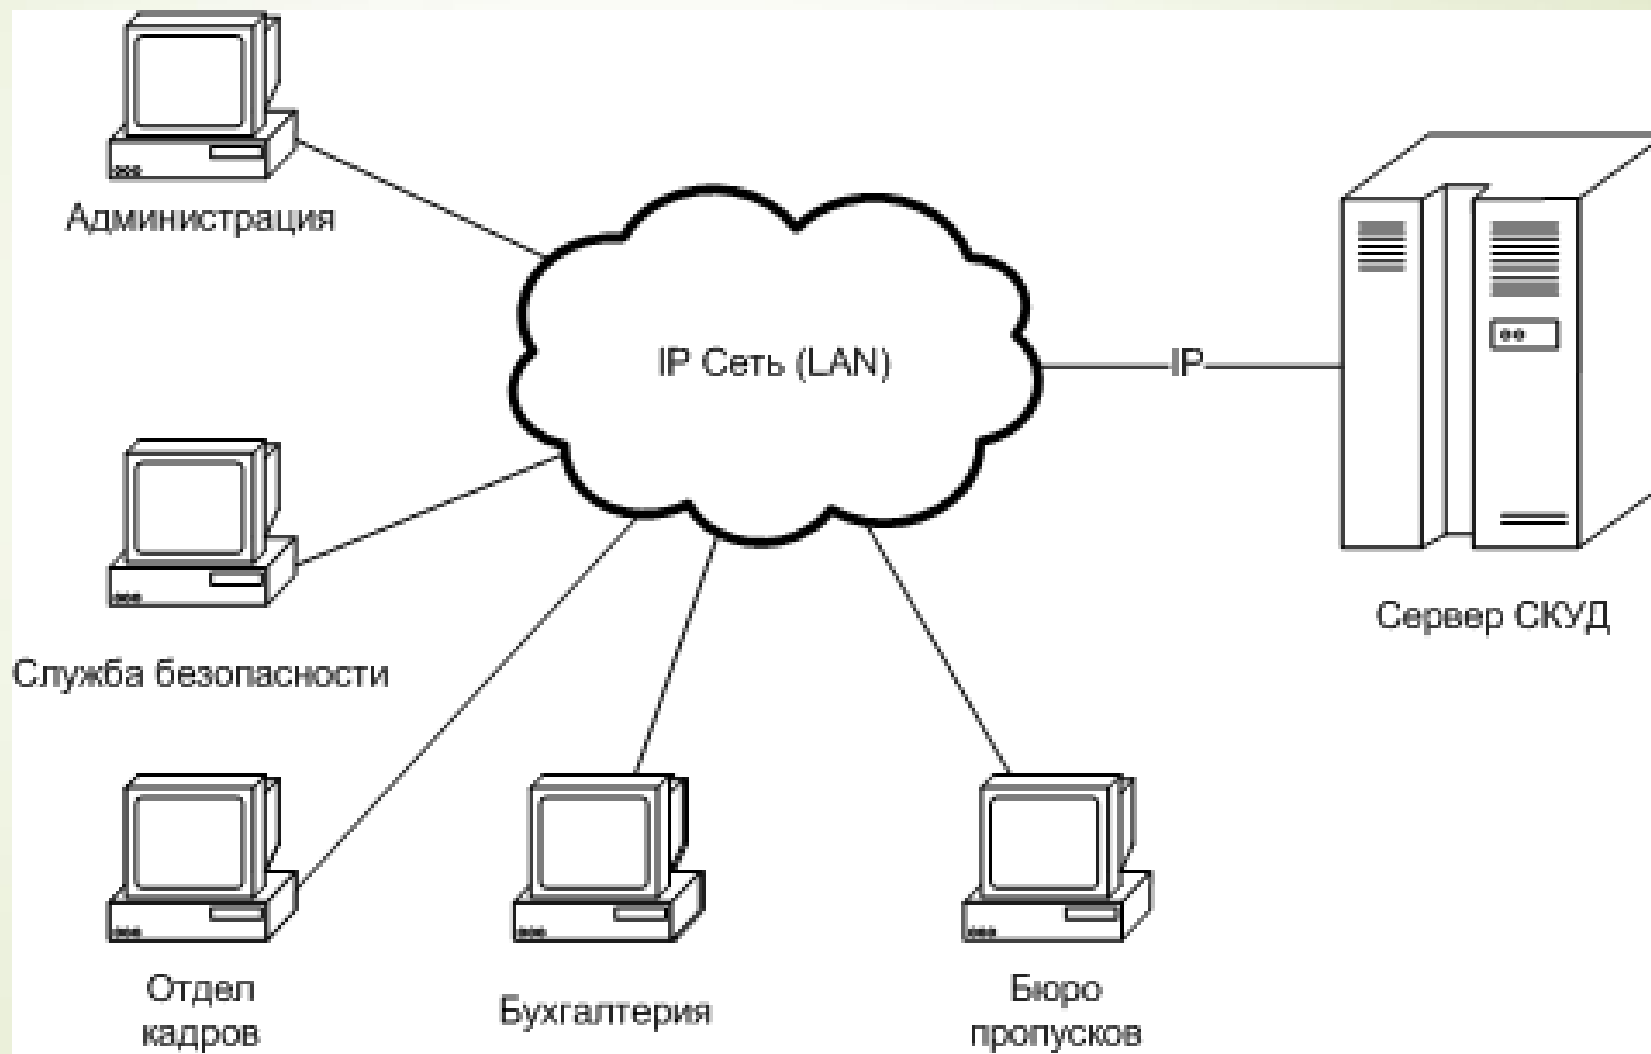 Администрация
IP Сеть (LAN)
IP
Сервер СКУД
Служба безопасности
Отдел
кадров
Бухгалтерия
Бюро
пропусков